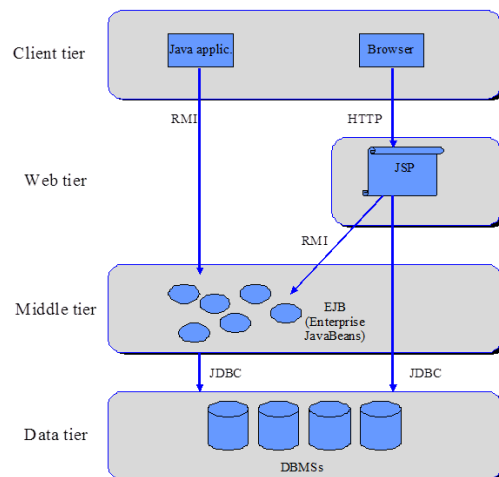 Client tier
Java applic.
Browser
RMI
HTTP
Web tier
JSP
RMI
Middle tier
EJB
(Enterprise
JavaBeans)
JDBC
JDBC
Data tier
DBMSs